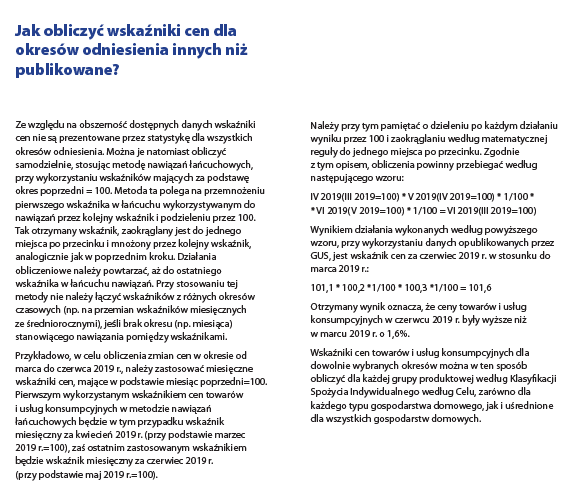 Jak obliczyć wskaźniki cen dla
okresów odniesienia innych niż
publikowane?
Ze względu na obszerność dostępnych danych wskaźniki
cen nie są prezentowane przez statystykę dla wszystkich
okresów odniesienia. Można je natomiast obliczyć
samodzielnie, stosując metodę nawiązań łańcuchowych,
przy wykorzystaniu wskaźników mających za podstawę
okres poprzedni = 100. Metoda ta polega na przemnożeniu
pierwszego wskaźnika w łańcuchu wykorzystywanym do
nawiązań przez kolejny wskaźnik i podzieleniu przez 100.
Tak otrzymany wskaźnik, zaokrąglany jest do jednego
miejsca po przecinku i mnożony przez kolejny wskaźnik,
analogicznie jak w poprzednim kroku. Działania
obliczeniowe należy powtarzać, aż do ostatniego
wskaźnika w łańcuchu nawiązań. Przy stosowaniu tej
metody nie należy łączyć wskaźników z różnych okresów
czasowych (np. na przemian wskaźników miesięcznych
ze średniorocznymi), jeśli brak okresu (np. miesiąca)
stanowiącego nawiązania pomiędzy wskaźnikami.
Przykładowo, w celu obliczenia zmian cen w okresie od
marca do czerwca 2019 r., należy zastosować miesięczne
wskaźniki cen, mające w podstawie miesiąc poprzedni=100.
Pierwszym wykorzystanym wskaźnikiem cen towarów
i usług konsumpcyjnych w metodzie nawiązań
łańcuchowych będzie w tym przypadku wskaźnik
miesięczny za kwiecień 2019 r. (przy podstawie marzec
2019 r.=100), zaś ostatnim zastosowanym wskaźnikiem
będzie wskaźnik miesięczny za czerwiec 2019 r.
(przy podstawie maj 2019 r.=100).
Należy przy tym pamiętać o dzieleniu po każdym działaniu
wyniku przez 100 i zaokrąglaniu według matematycznej
reguły do jednego miejsca po przecinku. Zgodnie
z tym opisem, obliczenia powinny przebiegać według
następującego wzoru:
IV 2019(III 2019=100) * V 2019(IV 2019=100) * 1/100 *
*VI 2019(V 2019=100) * 1/100 = VI 2019(III 2019=100)
Wynikiem działania wykonanych według powyższego
wzoru, przy wykorzystaniu danych opublikowanych przez
GUS, jest wskaźnik cen za czerwiec 2019 r. w stosunku do
marca 2019 r.:
101,1 * 100,2 *1/100 * 100,3 *1/100 = 101,6
Otrzymany wynik oznacza, że ceny towarów i usług
konsumpcyjnych w czerwcu 2019 r. były wyższe niż
w marcu 2019 r. o 1,6%.
Wskaźniki cen towarów i usług konsumpcyjnych dla
dowolnie wybranych okresów można w ten sposób
obliczyć dla każdej grupy produktowej według Klasyfikacji
Spożycia Indywidualnego według Celu, zarówno dla
każdego typu gospodarstwa domowego, jak i uśrednione
dla wszystkich gospodarstw domowych.